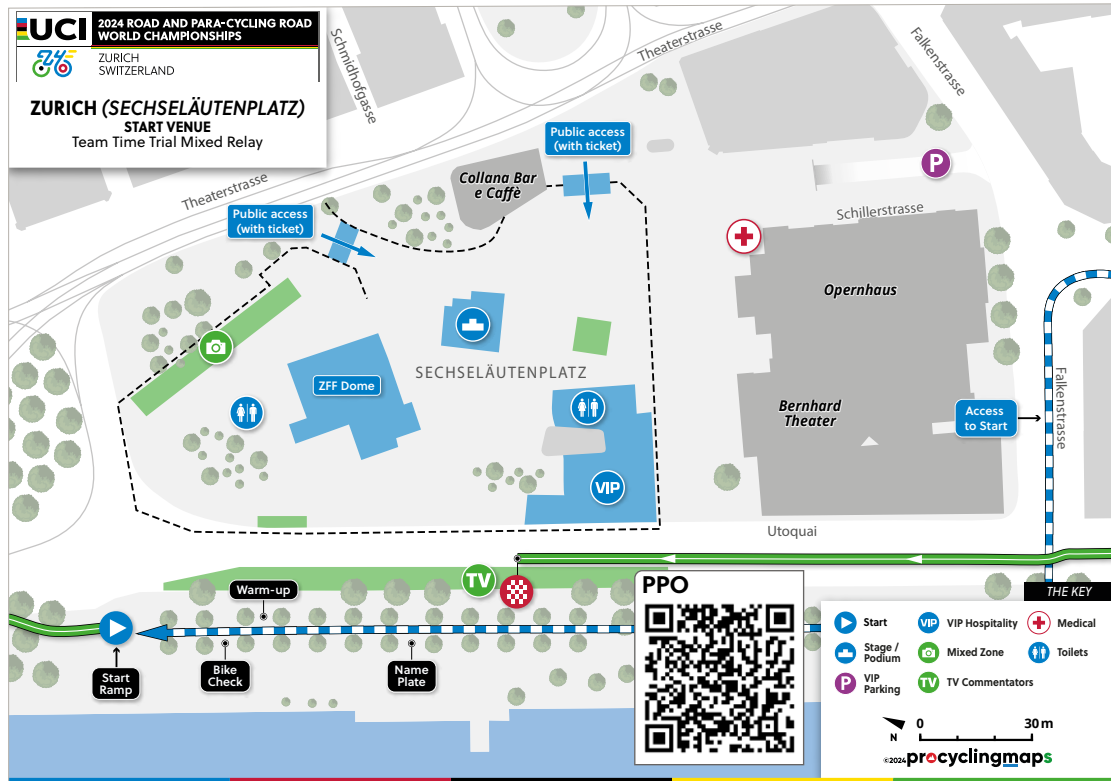 UCI
2024 ROAD AND PARA-CYCLING ROAD
WORLD CHAMPIONSHIPS
ZURICH
SWITZERLAND
ZURICH (SECHSELÄUTENPLATZ)
START VENUE
Team Time Trial Mixed Relay
Schmidhofgasse
Theaterstrasse
Falkenstrasse
Public access
(with ticket)
P
Collana Bar
e Caffè
Theaterstrasse
Public access
(with ticket)
Schillerstrasse
Opernhaus
SECHSELÄUTENPLATZ
ZFF Dome
Bernhard
Theater
Access
to Start
Falkenstrasse
VIP
Utoquai
TV
PPO
Warm-up
Start
Ramp
Bike
Check
Name
Plate
THE KEY
Start
VIP
VIP Hospitality
Medical
Stage /
Podium
Mixed Zone
Toilets
P
VIP
Parking
TV
TV Commentators
N
0
30 m
©2024 procyclingmaps